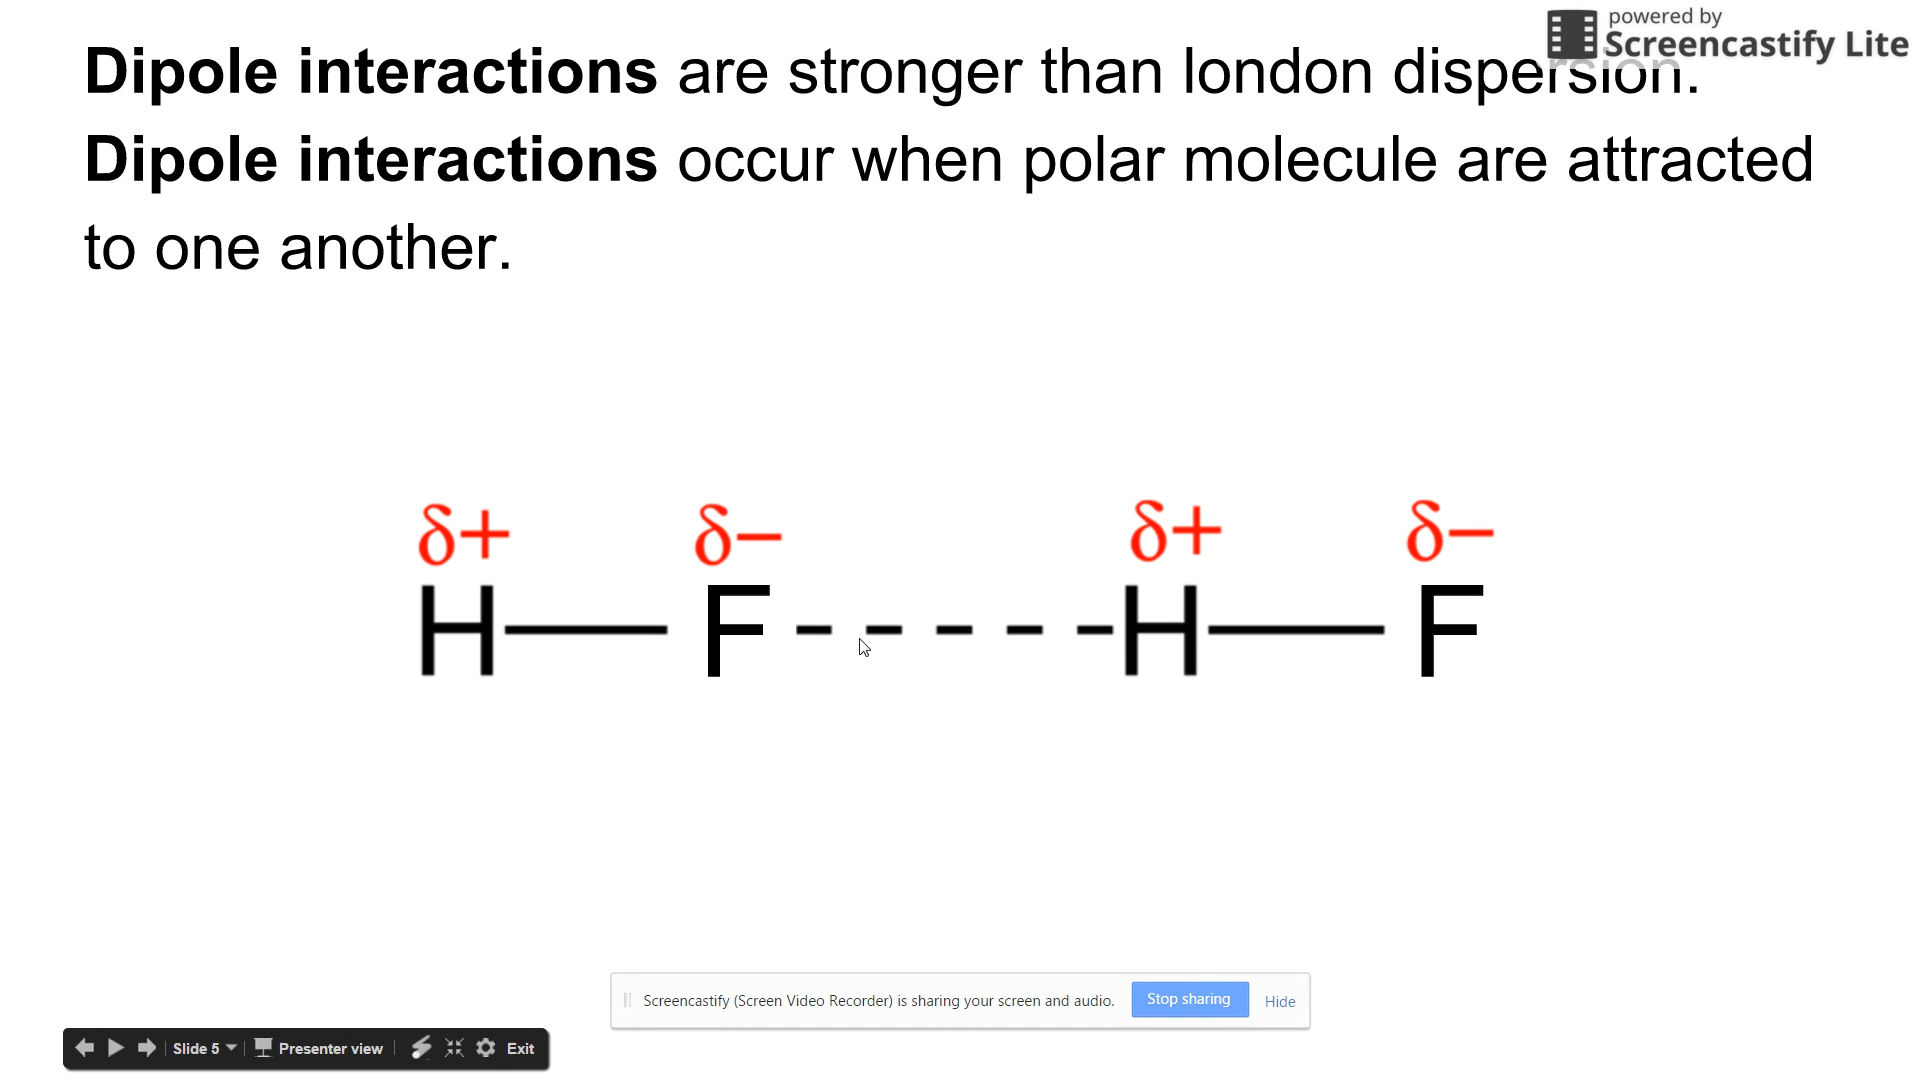 powered by
Screencastify Lite
Dipole interactions are stronger than london dispersion.
Dipole interactions occur when polar molecule are attracted
to one another.
δ+ δ− δ+ δ−
H F H F
Screencastify (Screen Video Recorder) is sharing your screen and audio. Stop sharing Hide
Slide 5 Presenter view Exit